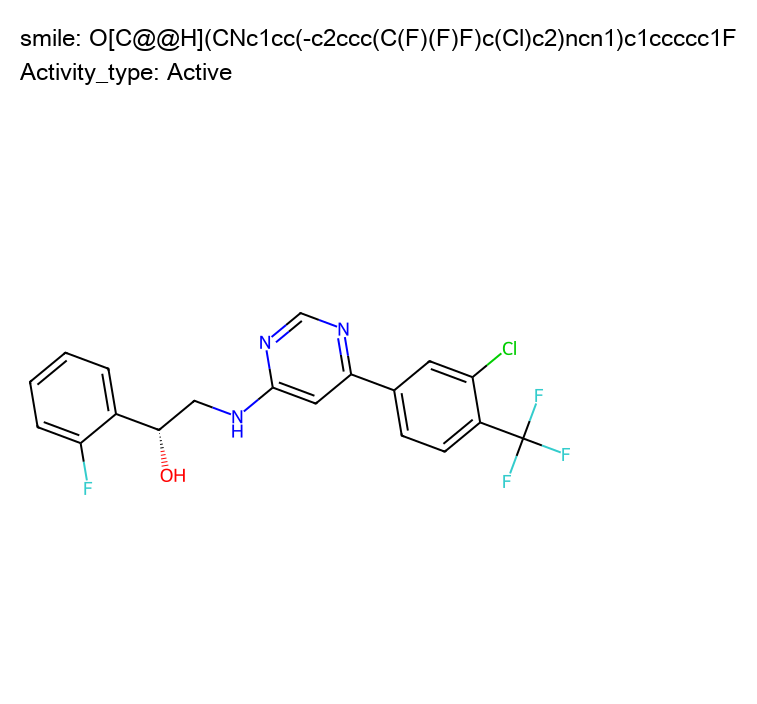 smile: O[C@@H](CNc1cc(-c2ccc(C(F)(F)F)c(Cl)c2)ncn1)c1ccccc1F
Activity_type: Active
N
N
Cl
F
F
F
N
H
OH
F